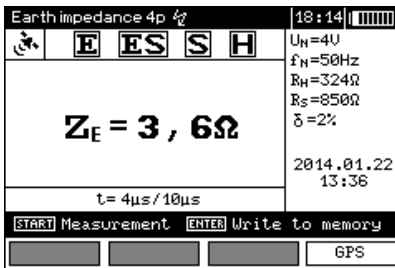 Earth impedance 4p 18:14
E ES S H
UN=4V
fN=50Hz
RH=324Ω
RS=850Ω
δ=2%
ZE = 3 , 6Ω
2014.01.22
13:36
t= 4µs/10µs
START Measurement ENTER Write to memory
GPS